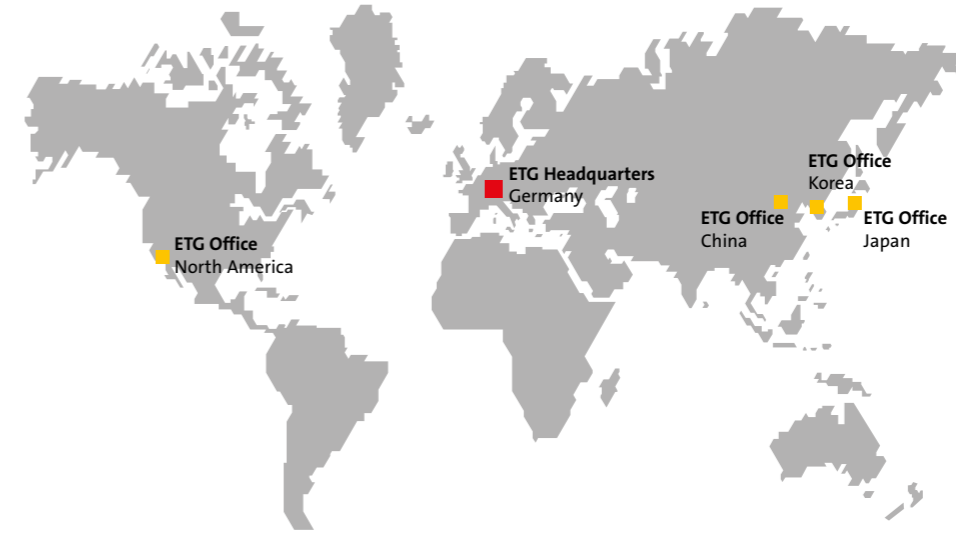 ETG Headquarters
Germany
ETG Office
Korea
ETG Office
China
ETG Office
Japan
ETG Office
North America